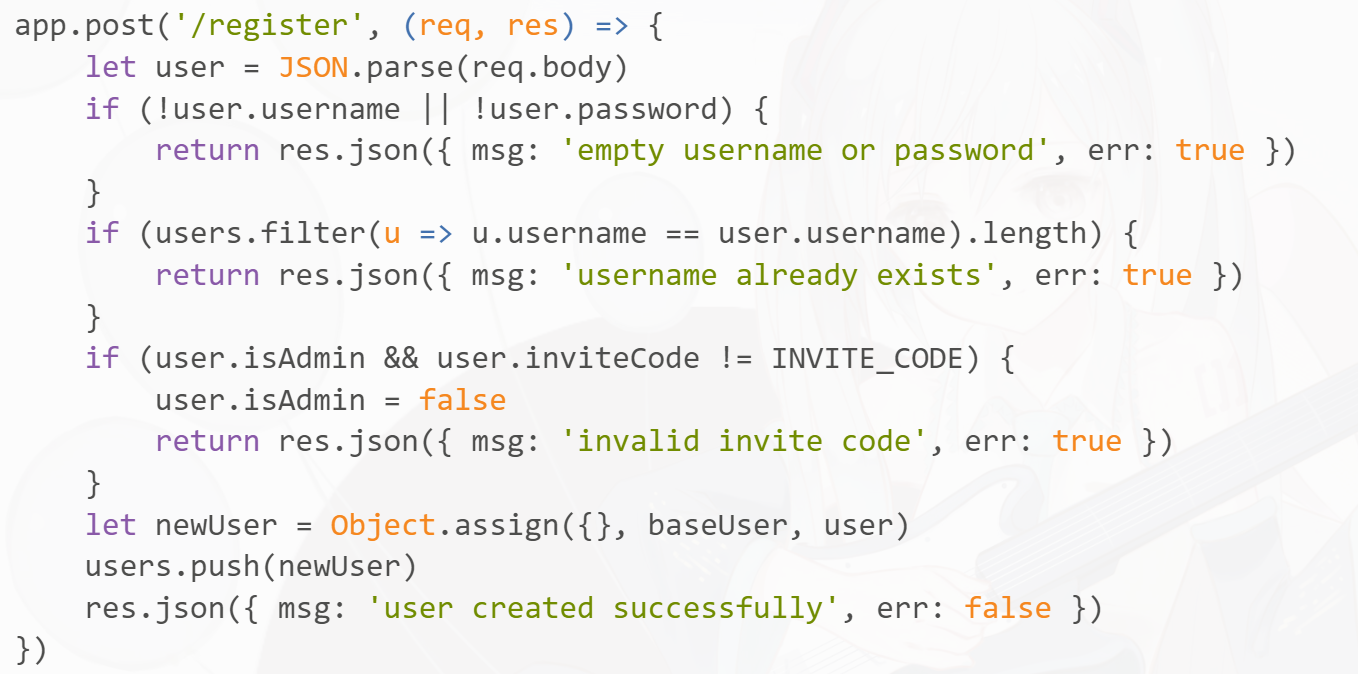 app.post('/register', (req, res) => {
    let user = JSON.parse(req.body)
    if (!user.username || !user.password) {
        return res.json({ msg: 'empty username or password', err: true })
    }
    if (users.filter(u => u.username == user.username).length) {
        return res.json({ msg: 'username already exists', err: true })
    }
    if (user.isAdmin && user.inviteCode != INVITE_CODE) {
        user.isAdmin = false
        return res.json({ msg: 'invalid invite code', err: true })
    }
    let newUser = Object.assign({}, baseUser, user)
    users.push(newUser)
    res.json({ msg: 'user created successfully', err: false })
})